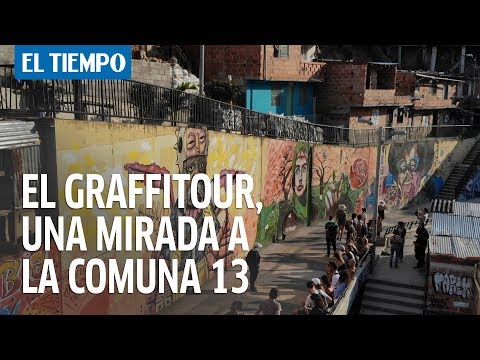 EL TIEMPO
EL GRAFFITOUR,
UNA MIRADA A
LA COMUNA 13